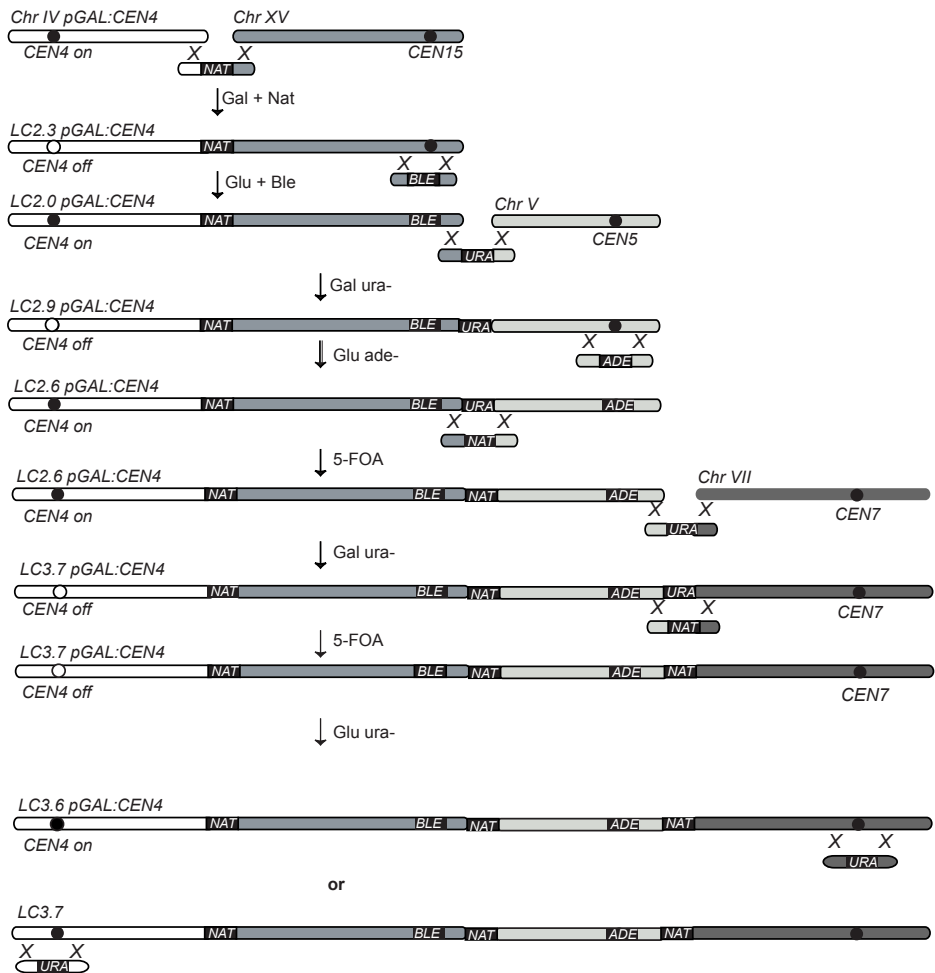 Chr IV pGAL:CEN4 Chr XV
CEN4 on CEN15
NAT
Gal + Nat
LC2.3 pGAL:CEN4
NAT
CEN4 off
BLE
Glu + Ble
LC2.0 pGAL:CEN4 Chr V
NAT BLE
CEN4 on CEN5
URA
Gal ura-
LC2.9 pGAL:CEN4
NAT BLE URA
CEN4 off
ADE
Glu ade-
LC2.6 pGAL:CEN4
NAT BLE URA ADE
CEN4 on
NAT
5-FOA
LC2.6 pGAL:CEN4 Chr VII
NAT BLE NAT ADE
CEN4 on CEN7
URA
Gal ura-
LC3.7 pGAL:CEN4
NAT BLE NAT ADE URA
CEN4 off CEN7
NAT
5-FOA
LC3.7 pGAL:CEN4
NAT BLE NAT ADE NAT
CEN4 off CEN7
Glu ura-
LC3.6 pGAL:CEN4
NAT BLE NAT ADE NAT
CEN4 on
X X
URA
or
LC3.7
NAT BLE NAT ADE NAT
X X
URA